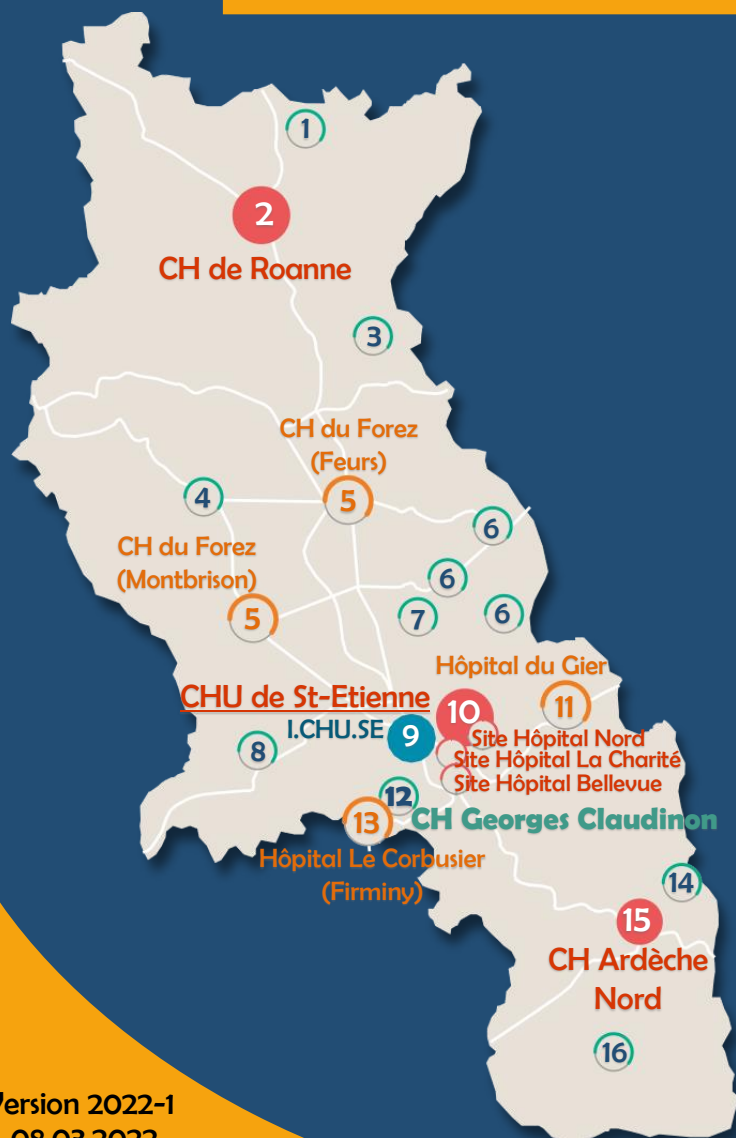 1
2
CH de Roanne
3
CH du Forez
(Feurs)
4
5
6
CH du Forez
(Montbrison)
6
5
7
6
Hôpital du Gier
CHU de St-Etienne
10
11
I.CHU.SE
9
Site Hôpital Nord
8
Site Hôpital La Charité
Site Hôpital Bellevue
12
13
CH Georges Claudinon
Hôpital Le Corbusier
(Firminy)
14
15
CH Ardèche
Nord
16
Version 2022-1
08.03.2022